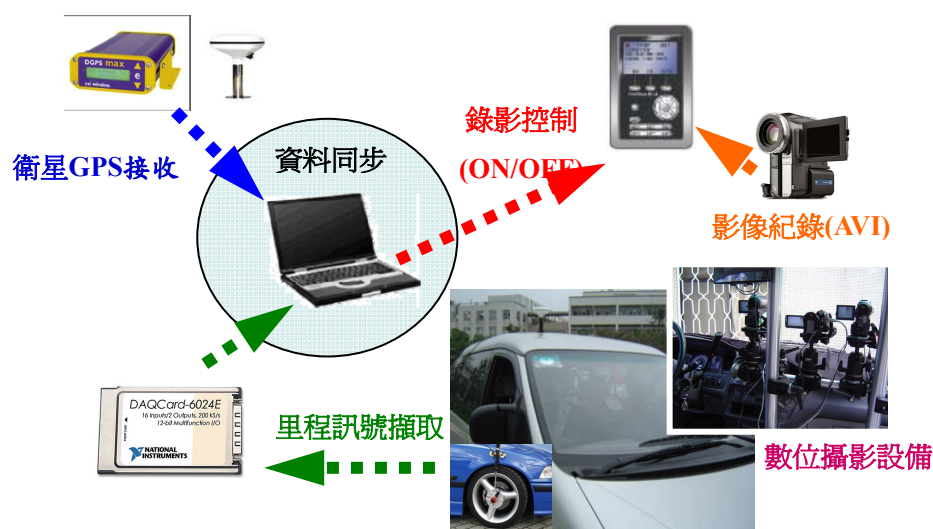 DGPS max
e
csi wireless
衛星GPS接收
資料同步
錄影控制
(ON/OFF)
影像紀錄(AVI)
DAQCard-6024E
16 Inputs/2 Outputs, 200 kS/s
12-bit Multifunction I/O
NATIONAL
INSTRUMENTS
里程訊號擷取
數位攝影設備